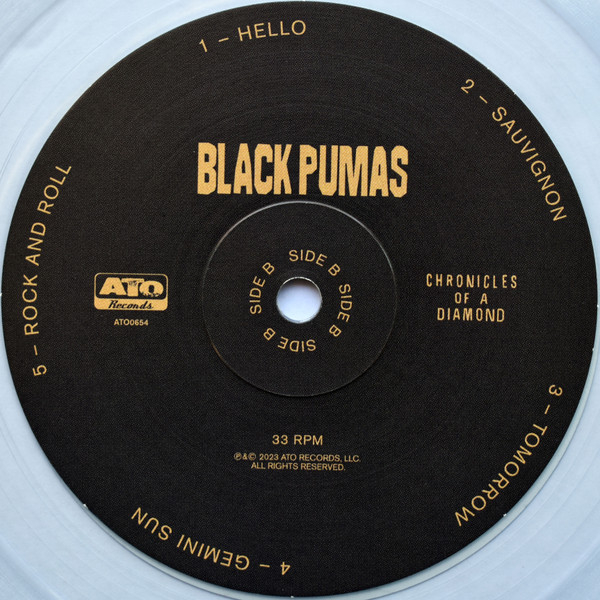 1 – HELLO
2 – SAUVIGNON
3 – TOMORROW
4 – GEMINI SUN
5 – ROCK AND ROLL
BLACK PUMAS
ATO
Records
ATO0654
SIDE B SIDE B SIDE B SIDE B
CHRONICLES
OF A
DIAMOND
33 RPM
℗&© 2023 ATO RECORDS, LLC.
ALL RIGHTS RESERVED.